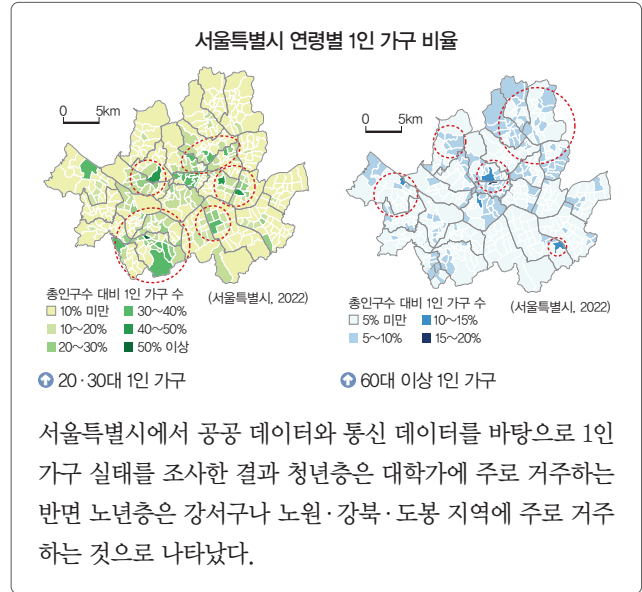 서울특별시 연령별 1인 가구 비율
0 5km
총인구수 대비 1인 가구 수
10% 미만 30~40%
10~20% 40~50%
20~30% 50% 이상
(서울특별시, 2022)
20·30대 1인 가구
0 5km
총인구수 대비 1인 가구 수
5% 미만 10~15%
5~10% 15~20%
(서울특별시, 2022)
60대 이상 1인 가구
서울특별시에서 공공 데이터와 통신 데이터를 바탕으로 1인
가구 실태를 조사한 결과 청년층은 대학가에 주로 거주하는
반면 노년층은 강서구나 노원·강북·도봉 지역에 주로 거주
하는 것으로 나타났다.